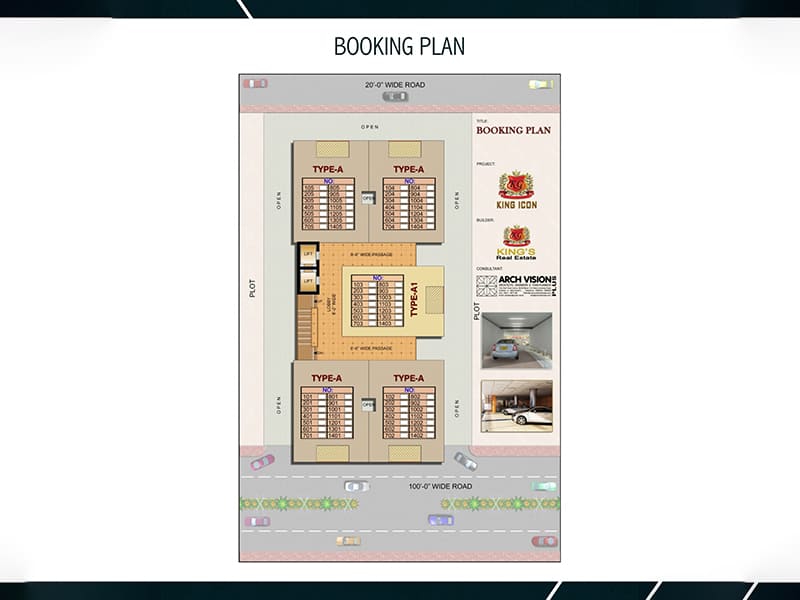 BOOKING PLAN
20'-0" WIDE ROAD
OPEN
TITLE:
BOOKING PLAN
PROJECT:
KG
KING ICON
BUILDER:
KG
KING'S
Real Estate
CONSULTANT:
ARCH VISION PLUS
TYPE-A
NO:
105 805
205 905
305 1005
405 1105
505 1205
605 1305
705 1405
OPEN
TYPE-A
NO:
104 804
204 904
304 1004
404 1104
504 1204
604 1304
704 1404
OPEN
OPEN
LIFT
LIFT
PASSAGE
LOBBY
WIDE
NO:
103 803
203 903
303 1003
403 1103
503 1203
603 1303
703 1403
TYPE-A1
WIDE PASSAGE
PLOT
PLOT
TYPE-A
NO:
101 801
201 901
301 1001
401 1101
501 1201
601 1301
701 1401
OPEN
TYPE-A
NO:
102 802
202 902
302 1002
402 1102
502 1202
602 1302
702 1402
OPEN
OPEN
100'-0" WIDE ROAD